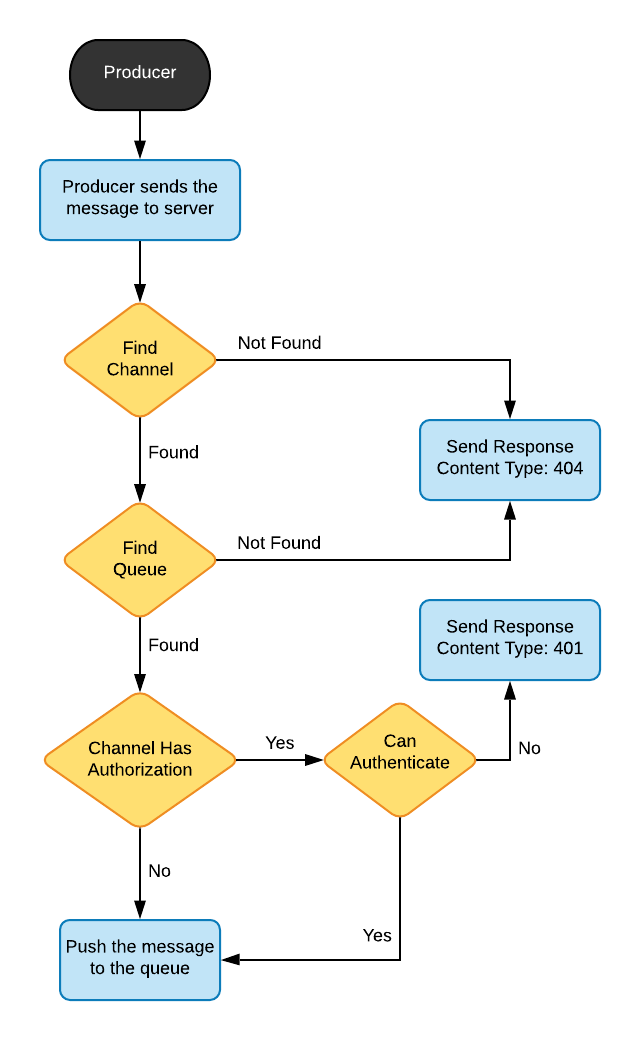 Producer
Producer sends the
message to server
Find
Channel
Not Found
Found
Send Response
Content Type: 404
Find
Queue
Not Found
Found
Send Response
Content Type: 401
Channel Has
Authorization
Yes
Can
Authenticate
No
No
Yes
Push the message
to the queue